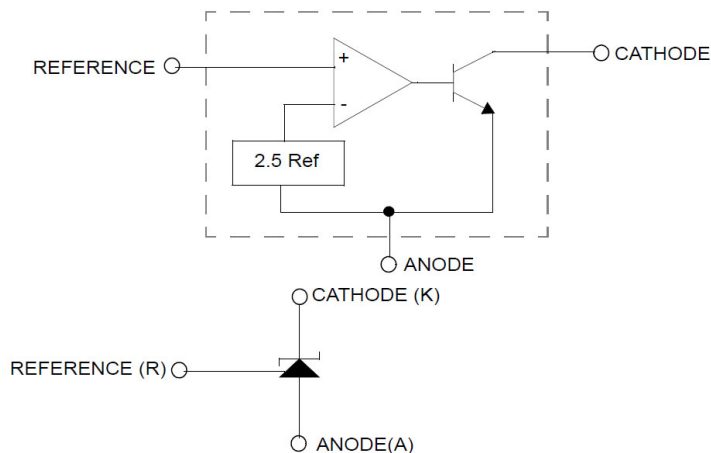 REFERENCE
+
-
CATHODE
2.5 Ref
ANODE
CATHODE (K)
REFERENCE (R)
ANODE(A)